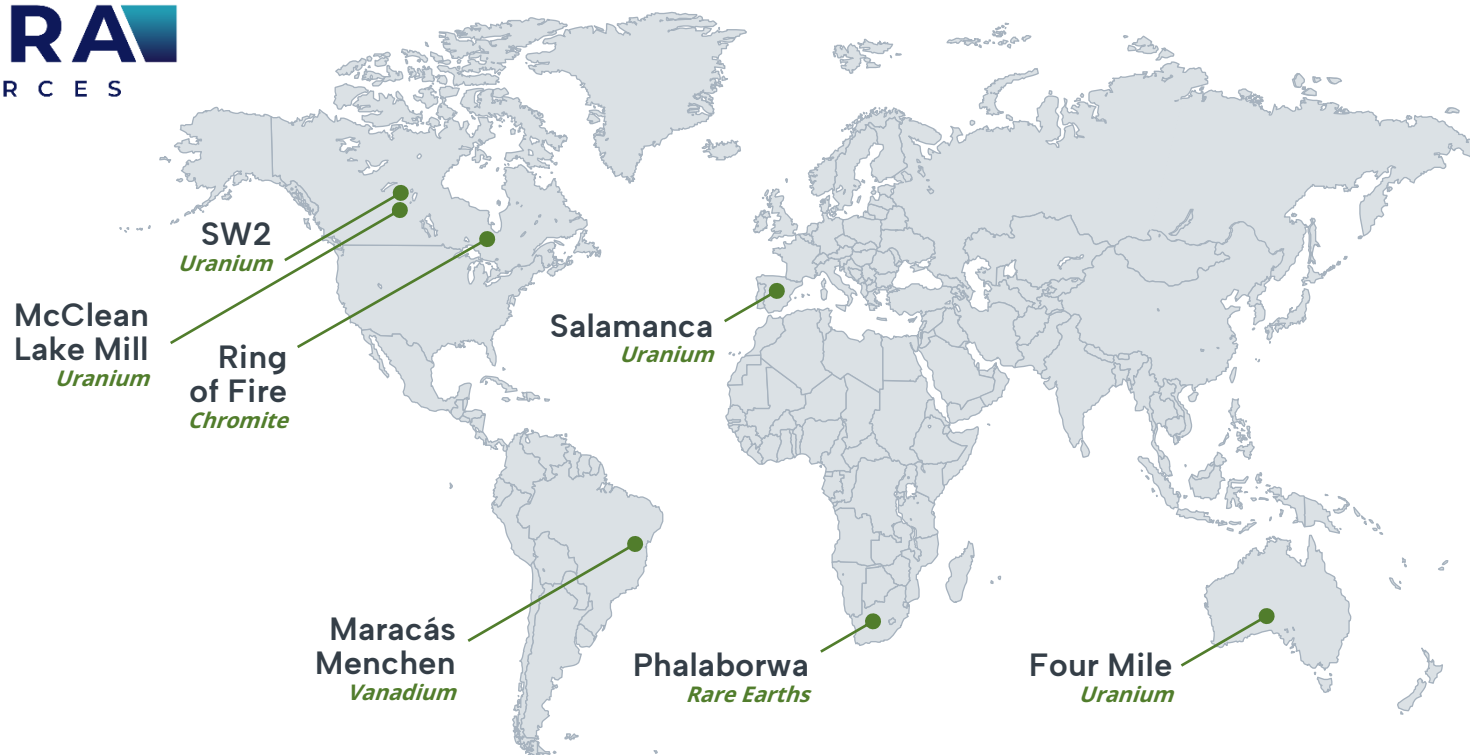 RA
RCES
SW2
Uranium
McClean
Lake Mill
Uranium
Ring
of Fire
Chromite
Salamanca
Uranium
Maracás
Menchen
Vanadium
Phalaborwa
Rare Earths
Four Mile
Uranium